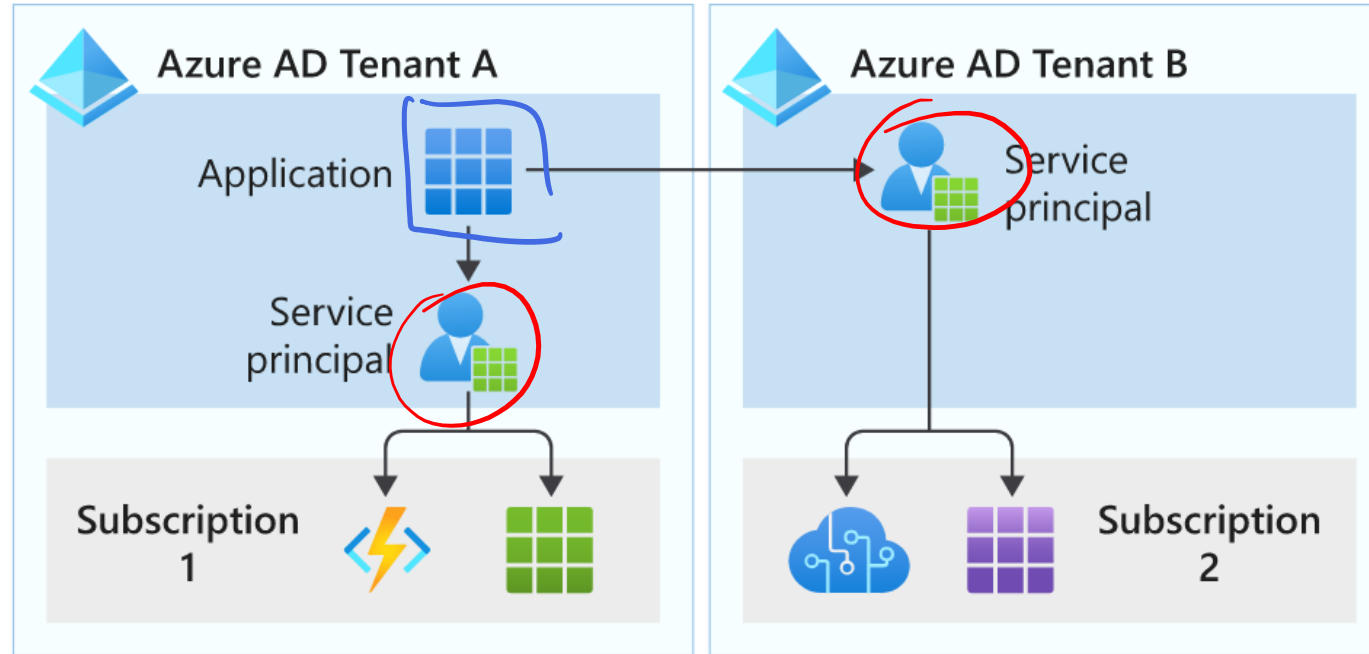 Azure AD Tenant A
Application
Service
principal
Subscription
1
Azure AD Tenant B
Service
principal
Subscription
2